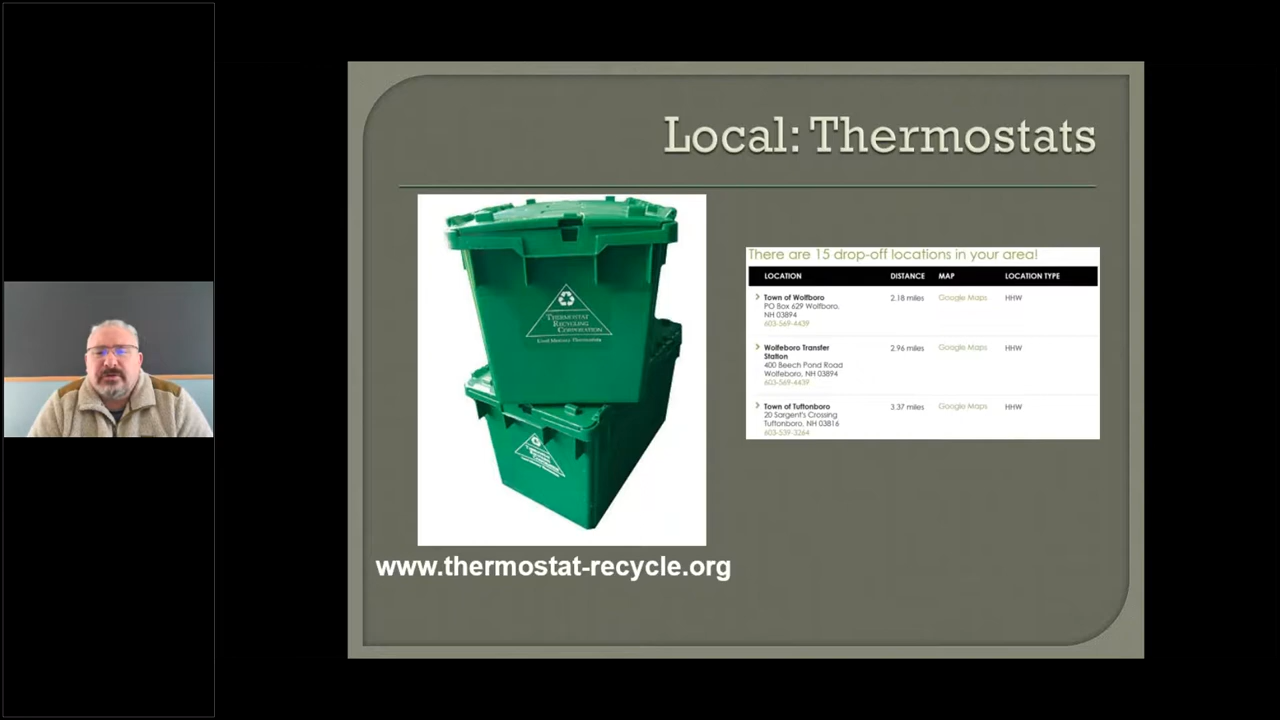 Local: Thermostats
THERMOSTAT
RECYCLING
CORPORATION
Used Mercury Thermostats
www.thermostat-recycle.org
There are 15 drop-off locations in your area!
LOCATION DISTANCE MAP LOCATION TYPE
Town of Wolfboro 2.18 miles Google Maps HHW
PO Box 629 Wolfboro,
NH 03894
603-569-4439
Wolfeboro Transfer 2.96 miles Google Maps HHW
Station
400 Beech Pond Road
Wolfeboro, NH 03894
603-569-4439
Town of Tuftonboro 3.37 miles Google Maps HHW
20 Sargent's Crossing
Tuftonboro, NH 03816
603-539-3264